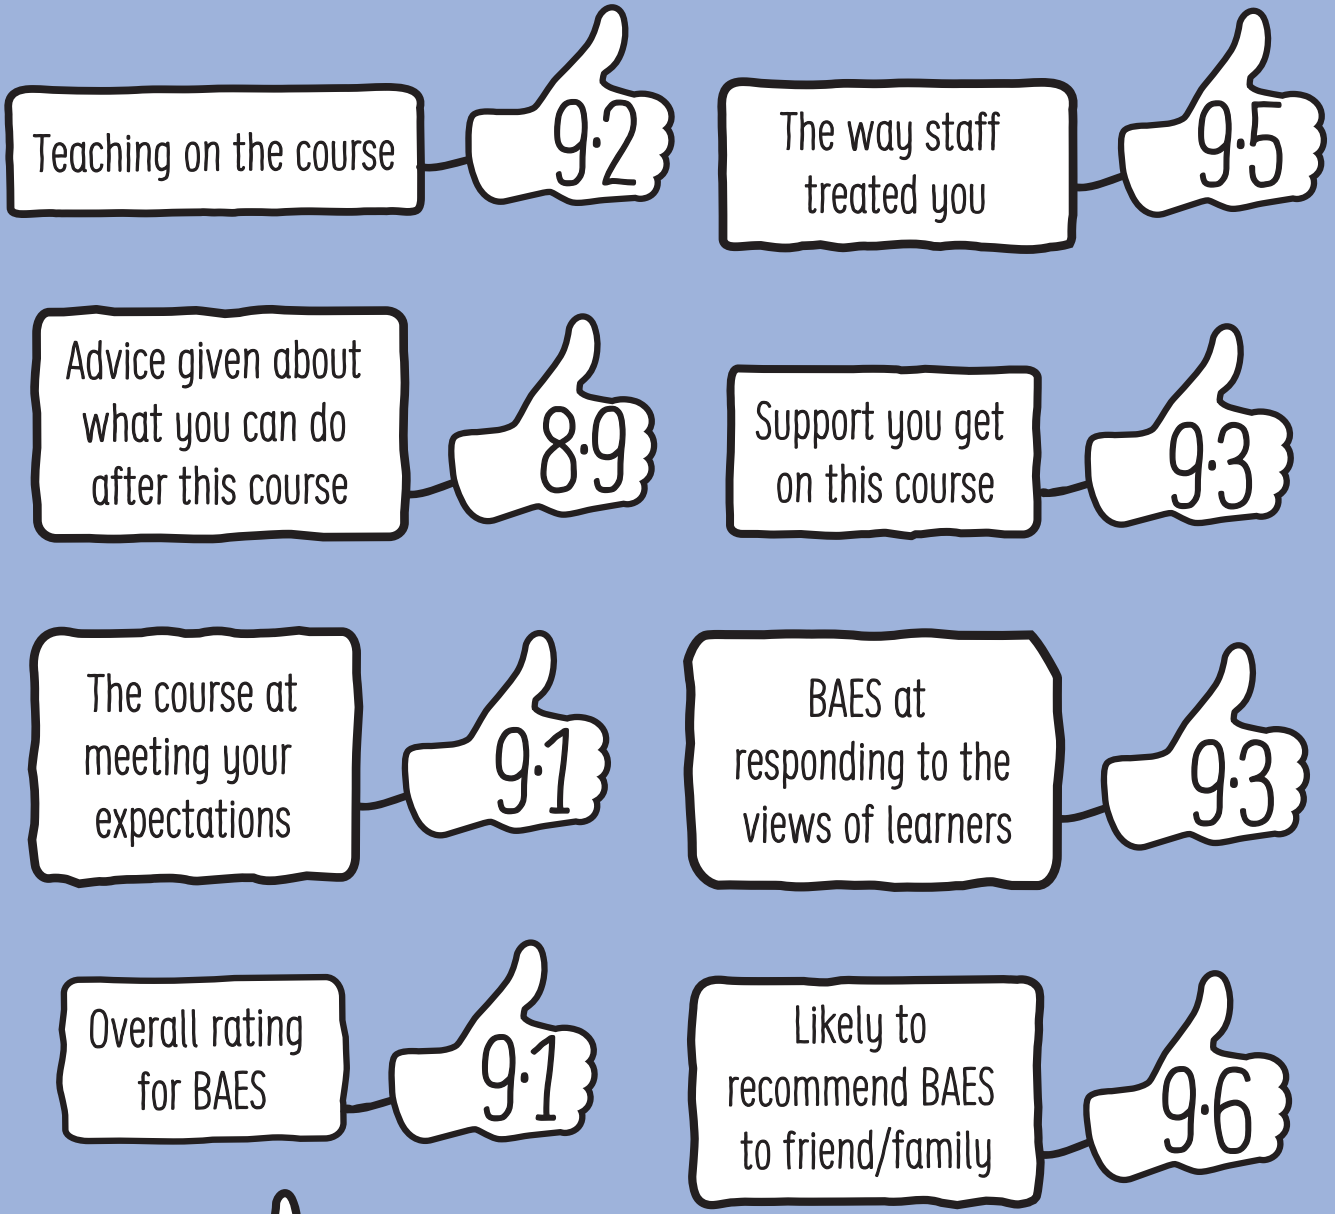 Teaching on the course
9.2
The way staff
treated you
9.5
Advice given about
what you can do
after this course
8.9
Support you get
on this course
9.3
The course at
meeting your
expectations
9.1
BAES at
responding to the
views of learners
9.3
Overall rating
for BAES
9.1
Likely to
recommend BAES
to friend/family
9.6